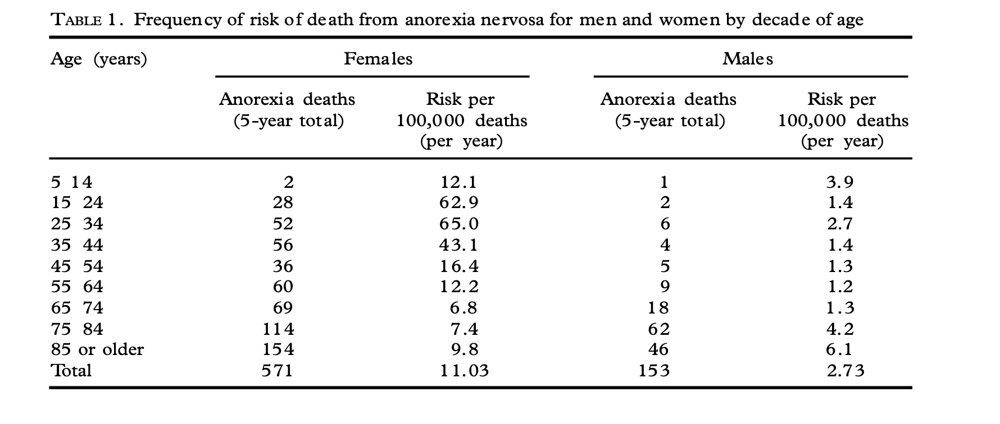 TABLE 1. Frequency of risk of death from anorexia nervosa for men and women by decade of age
Age (years) Females Males
Anorexia deaths Risk per Anorexia deaths Risk per
(5-year total) 100,000 deaths (5-year total) 100,000 deaths
(per year) (per year)
5 14 2 12.1 1 3.9
15 24 28 62.9 2 1.4
25 34 52 65.0 6 2.7
35 44 56 43.1 4 1.4
45 54 36 16.4 5 1.3
55 64 60 12.2 9 1.2
65 74 69 6.8 18 1.3
75 84 114 7.4 62 4.2
85 or older 154 9.8 46 6.1
Total 571 11.03 153 2.73